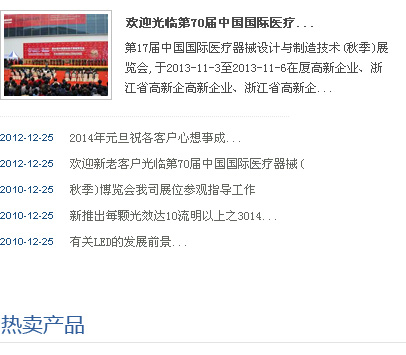 欢迎光临第70届中国国际医疗...
第17届中国国际医疗器械设计与制造技术(秋季)展
览会,于2013-11-3至2013-11-6在厦高新企业、浙
江省高新企高新企业、浙江省高新企...
2012-12-25 2014年元旦祝各客户心想事成...
2012-12-25 欢迎新老客户光临第70届中国国际医疗器械(
2010-12-25 秋季)博览会我司展位参观指导工作
2010-12-25 新推出每颗光效达10流明以上之3014...
2010-12-25 有关LED的发展前景...
热卖产品